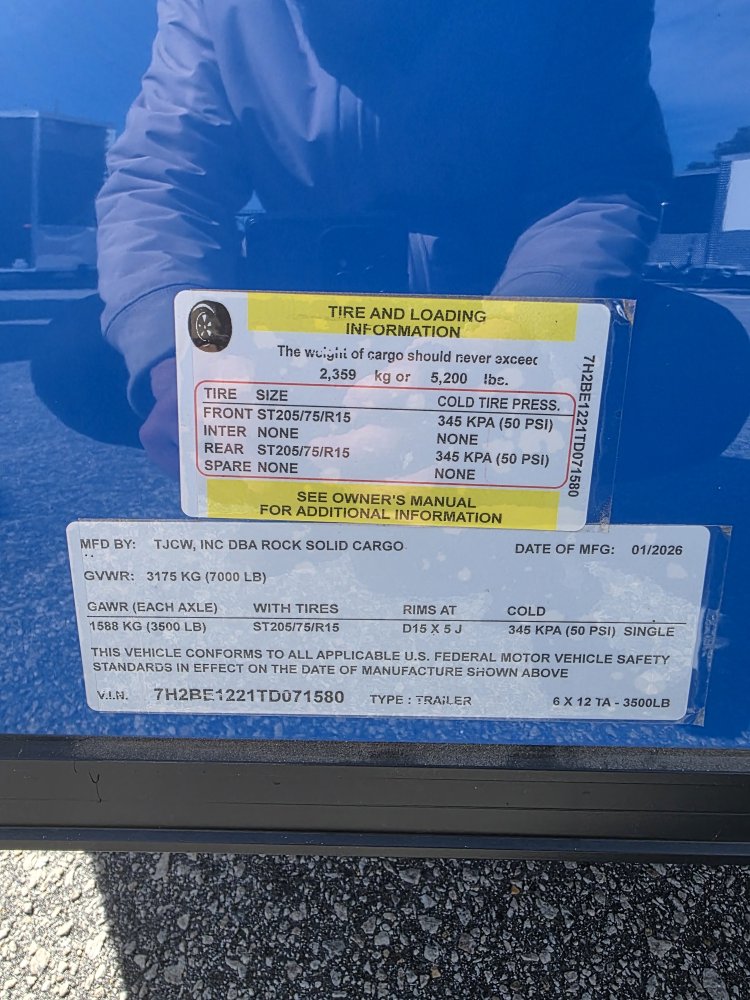 TIRE AND LOADING
INFORMATION
The weight of cargo should never exceed
2,359 kg or 5,200 lbs.
TIRE SIZE COLD TIRE PRESS.
FRONT ST205/75/R15 345 KPA (50 PSI)
INTER NONE NONE
REAR ST205/75/R15 345 KPA (50 PSI)
SPARE NONE NONE
SEE OWNER'S MANUAL
FOR ADDITIONAL INFORMATION
7H2BE1221TD071580
MFD BY: TJCW, INC DBA ROCK SOLID CARGO DATE OF MFG: 01/2026
GVWR: 3175 KG (7000 LB)
GAWR (EACH AXLE) WITH TIRES RIMS AT COLD
1588 KG (3500 LB) ST205/75/R15 D15 X 5 J 345 KPA (50 PSI) SINGLE
THIS VEHICLE CONFORMS TO ALL APPLICABLE U.S. FEDERAL MOTOR VEHICLE SAFETY
STANDARDS IN EFFECT ON THE DATE OF MANUFACTURE SHOWN ABOVE
V.I.N. 7H2BE1221TD071580 TYPE : TRAILER 6 X 12 TA - 3500LB